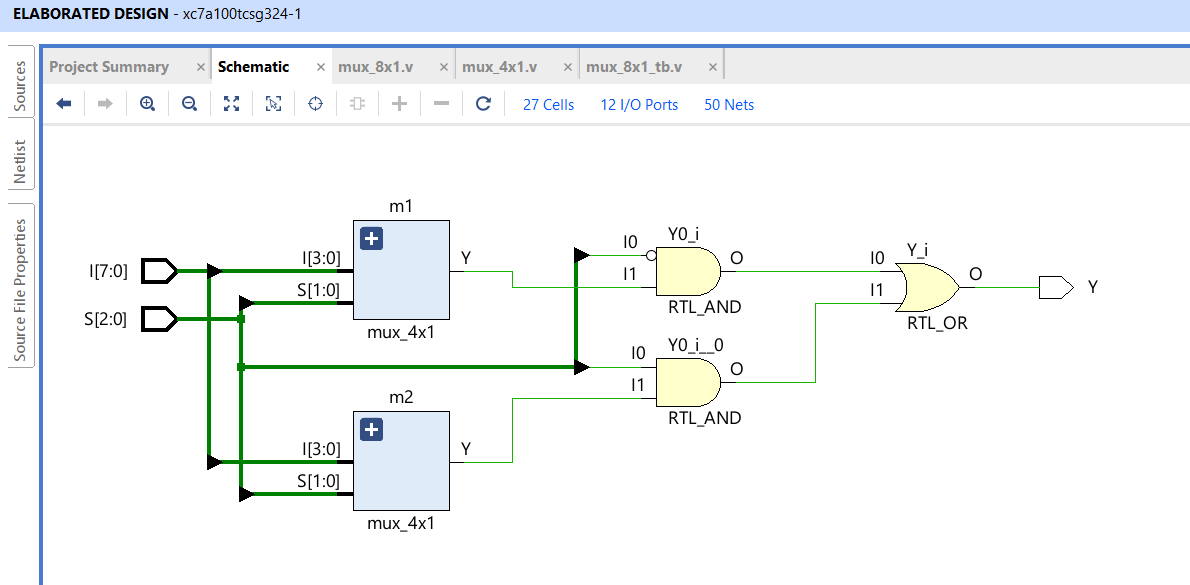 ELABORATED DESIGN - xc7a100tcsg324-1
Sources
Netlist
Source File Properties
Project Summary × Schematic × mux_8x1.v × mux_4x1.v × mux_8x1_tb.v ×
27 Cells 12 I/O Ports 50 Nets
m1
I[7:0]
S[2:0]
I[3:0]
S[1:0]
Y
mux_4x1
m2
I[3:0]
S[1:0]
Y
mux_4x1
Y0_i
I0
I1
O
RTL_AND
Y0_i__0
I0
I1
O
RTL_AND
Y_i
I0
I1
O
RTL_OR
Y